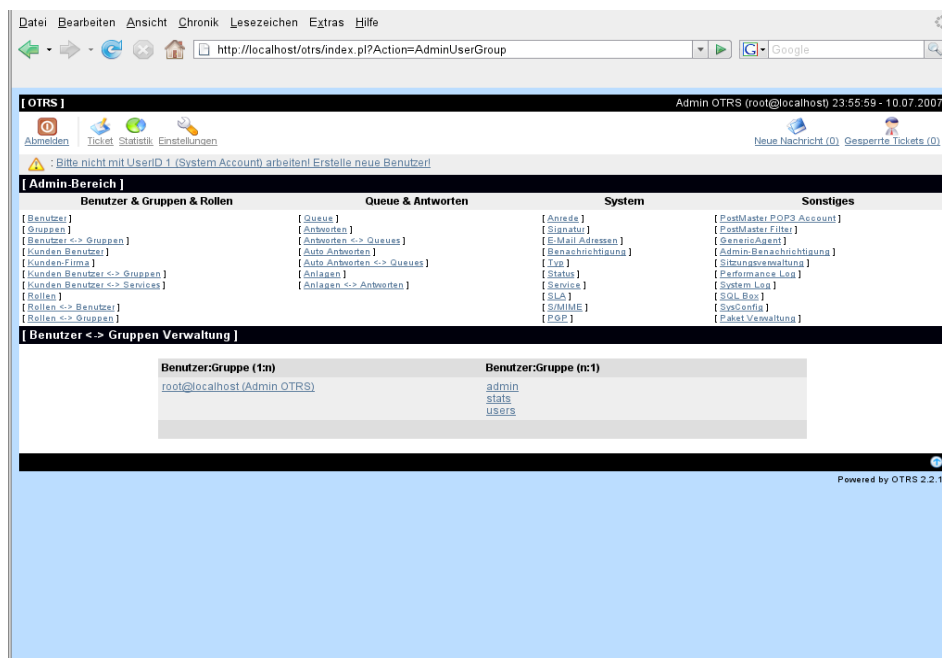 Datei Bearbeiten Ansicht Chronik Lesezeichen Extras Hilfe
http://localhost/otrs/index.pl?Action=AdminUserGroup
G Google
[ OTRS ] Admin OTRS (root@localhost) 23:55:59 - 10.07.2007
Abmelden Ticket Statistik Einstellungen Neue Nachricht (0) Gesperrte Tickets (0)
: Bitte nicht mit UserID 1 (System Account) arbeiten! Erstelle neue Benutzer!
[ Admin-Bereich ]
Benutzer & Gruppen & Rollen Queue & Antworten System Sonstiges
[ Benutzer ] [ Queue ] [ Anrede ] [ PostMaster POP3 Account ]
[ Gruppen ] [ Antworten ] [ Signatur ] [ PostMaster Filter ]
[ Benutzer <-> Gruppen ] [ Antworten <-> Queues ] [ E-Mail Adressen ] [ GenericAgent ]
[ Kunden Benutzer ] [ Auto Antworten ] [ Benachrichtigung ] [ Admin-Benachrichtigung ]
[ Kunden-Firma ] [ Auto Antworten <-> Queues ] [ Typ ] [ Sitzungsverwaltung ]
[ Kunden Benutzer <-> Gruppen ] [ Anlagen ] [ Status ] [ Performance Log ]
[ Kunden Benutzer <-> Services ] [ Anlagen <-> Antworten ] [ Service ] [ System Log ]
[ Rollen ] [ SLA ] [ SQL Box ]
[ Rollen <-> Benutzer ] [ S/MIME ] [ SysConfig ]
[ Rollen <-> Gruppen ] [ PGP ] [ Paket Verwaltung ]
[ Benutzer <-> Gruppen Verwaltung ]
Benutzer:Gruppe (1:n) Benutzer:Gruppe (n:1)
root@localhost (Admin OTRS) admin
stats
users
Powered by OTRS 2.2.1